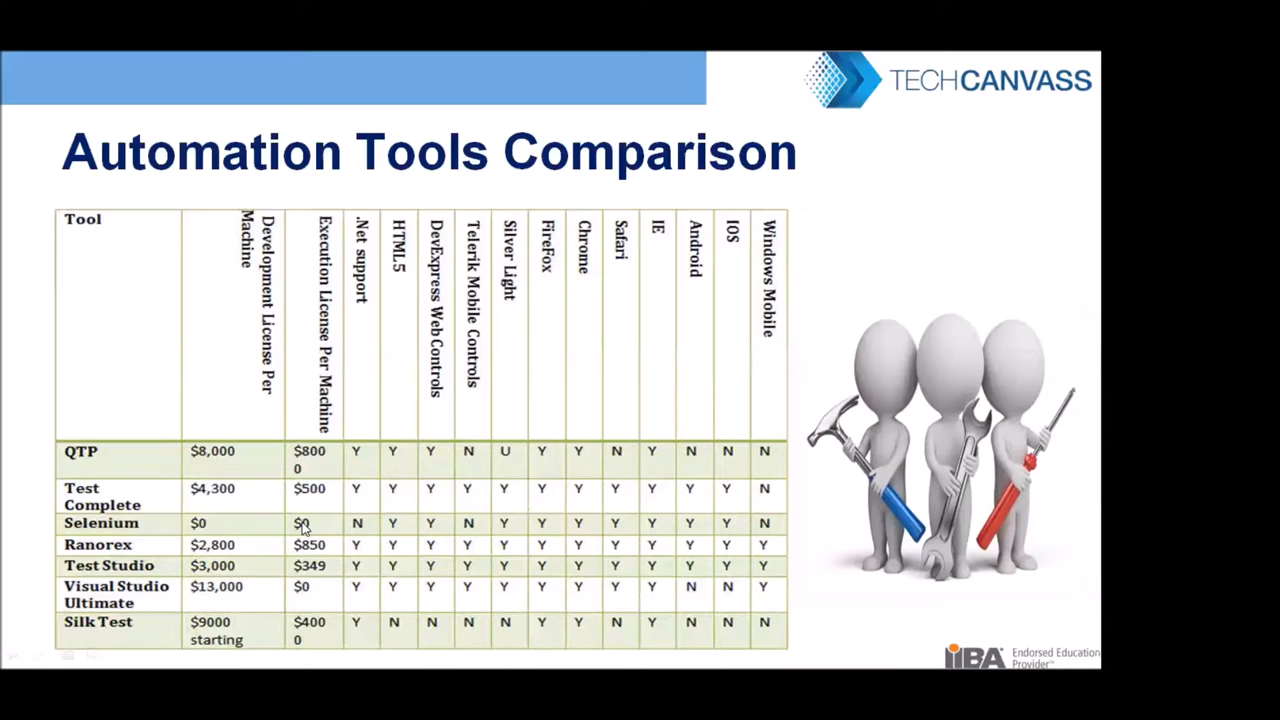 TECHCANVASS
Automation Tools Comparison
Tool
Development License Per
Machine
Execution License Per Machine
.Net support
HTML5
DevExpress Web Controls
Telerik Mobile Controls
Silver Light
FireFox
Chrome
Safari
IE
Android
IOS
Windows Mobile
QTP $8,000 $800 Y Y Y N U Y Y N Y N N N
0
Test $4,300 $500 Y Y Y Y Y Y Y Y Y Y Y N
Complete
Selenium $0 $0 N Y Y N Y Y Y Y Y Y Y N
Ranorex $2,800 $850 Y Y Y Y Y Y Y Y Y Y Y Y
Test Studio $3,000 $349 Y Y Y Y Y Y Y Y Y Y Y Y
Visual Studio $13,000 $0 Y Y Y Y Y Y Y Y Y N N Y
Ultimate
Silk Test $9000 $400 Y N N N N Y Y N Y N N N
starting 0
IIBA Endorsed Education
Provider™